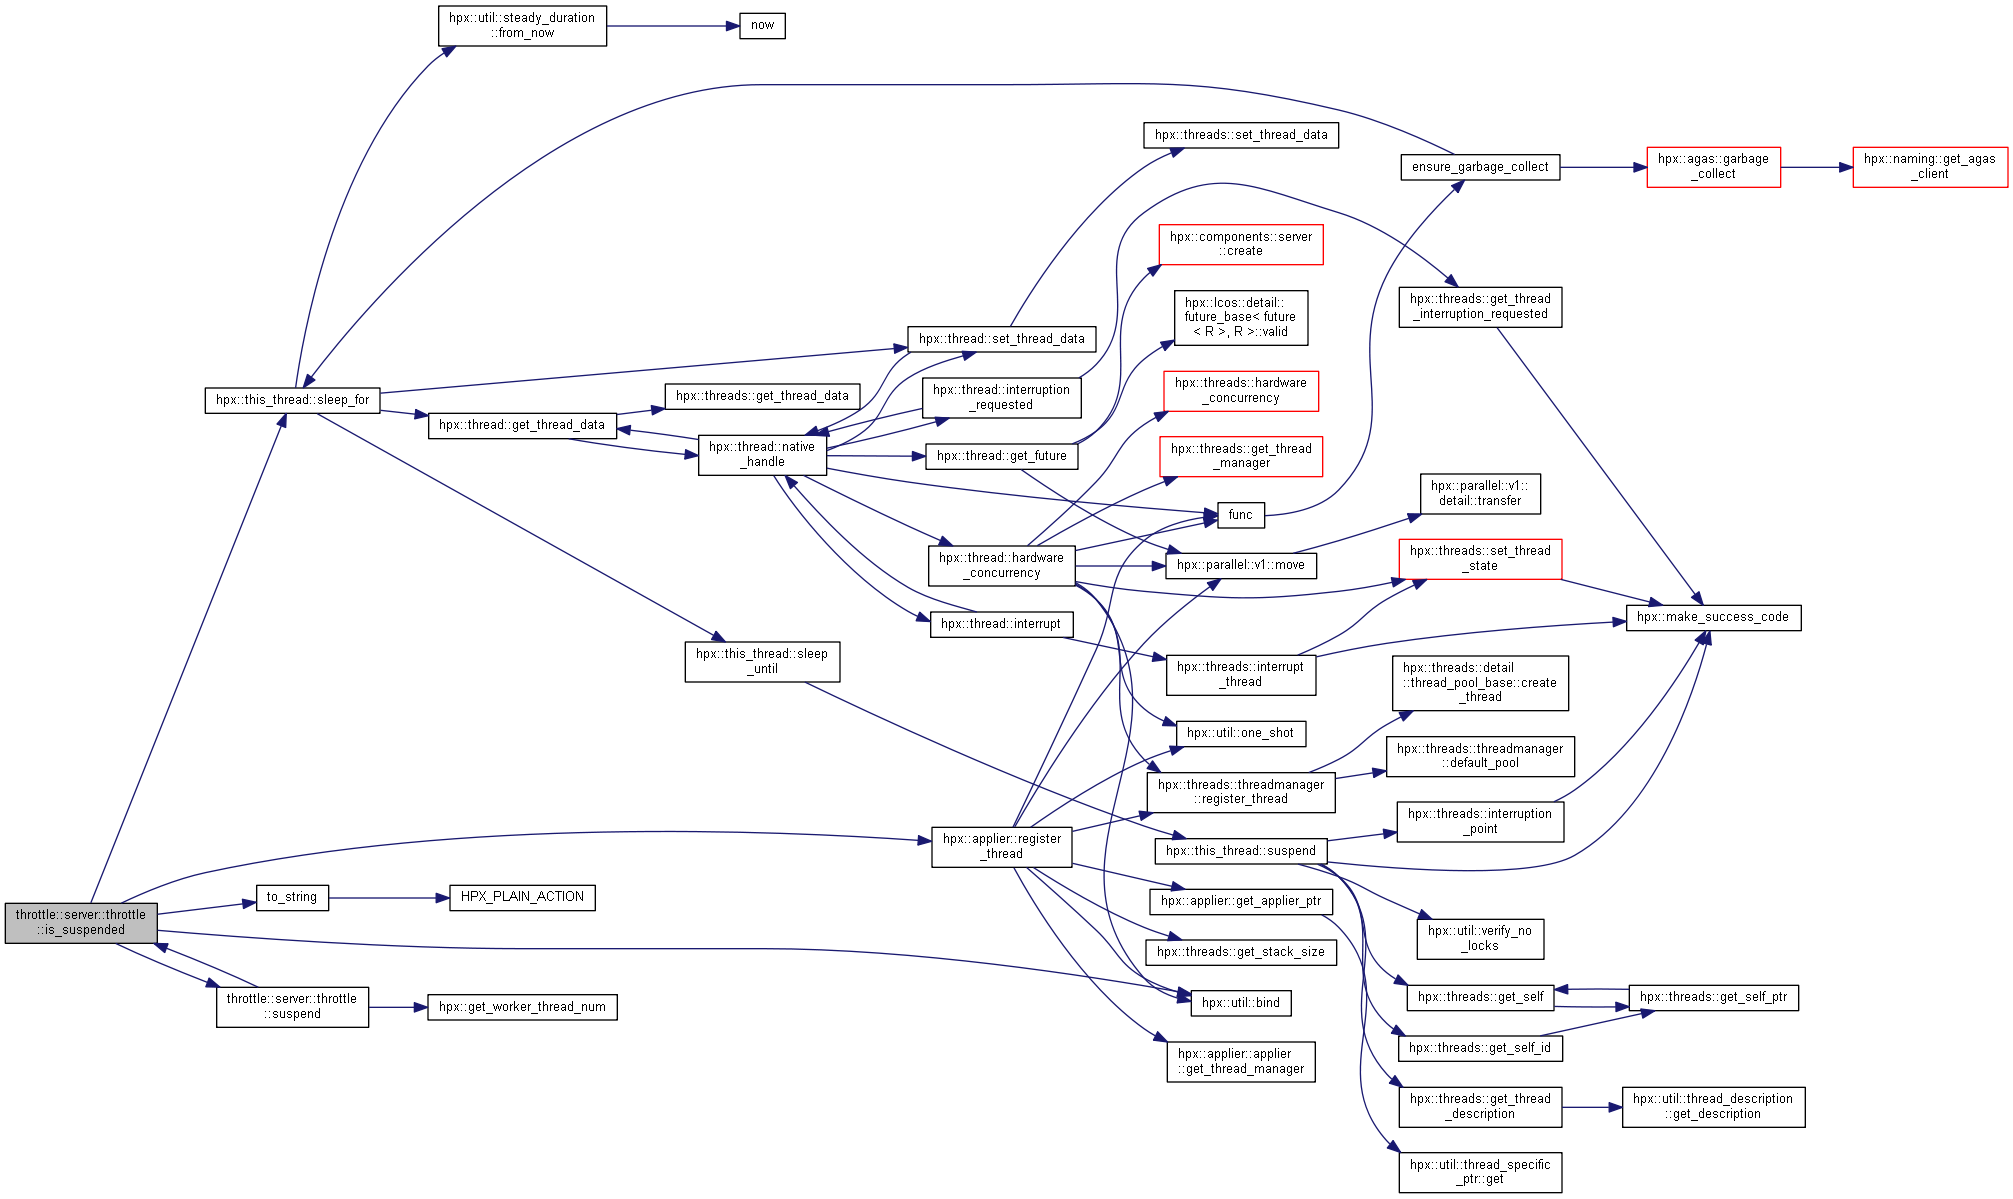 hpx::util::steady_duration
::from_now
now
hpx::threads::set_thread_data
ensure_garbage_collect
hpx::agas::garbage
_collect
hpx::naming::get_agas
_client
hpx::components::server
::create
hpx::threads::get_thread
_interruption_requested
hpx::lcos::detail::
future_base< future
< R >, R >::valid
hpx::thread::set_thread_data
hpx::this_thread::sleep_for
hpx::threads::get_thread_data
hpx::thread::interruption
_requested
hpx::threads::hardware
_concurrency
hpx::thread::get_thread_data
hpx::thread::native
_handle
hpx::thread::get_future
hpx::threads::get_thread
_manager
hpx::parallel::v1::
detail::transfer
func
hpx::thread::hardware
_concurrency
hpx::parallel::v1::move
hpx::threads::set_thread
_state
hpx::thread::interrupt
hpx::make_success_code
hpx::this_thread::sleep
_until
hpx::threads::interrupt
_thread
hpx::threads::detail
::thread_pool_base::create
_thread
hpx::util::one_shot
hpx::threads::threadmanager
::default_pool
hpx::threads::threadmanager
::register_thread
hpx::threads::interruption
_point
hpx::applier::register
_thread
hpx::this_thread::suspend
to_string
HPX_PLAIN_ACTION
hpx::applier::get_applier_ptr
throttle::server::throttle
::is_suspended
hpx::util::verify_no
_locks
hpx::threads::get_stack_size
throttle::server::throttle
::suspend
hpx::get_worker_thread_num
hpx::util::bind
hpx::threads::get_self
hpx::threads::get_self_ptr
hpx::threads::get_self_id
hpx::applier::applier
::get_thread_manager
hpx::threads::get_thread
_description
hpx::util::thread_description
::get_description
hpx::util::thread_specific
_ptr::get